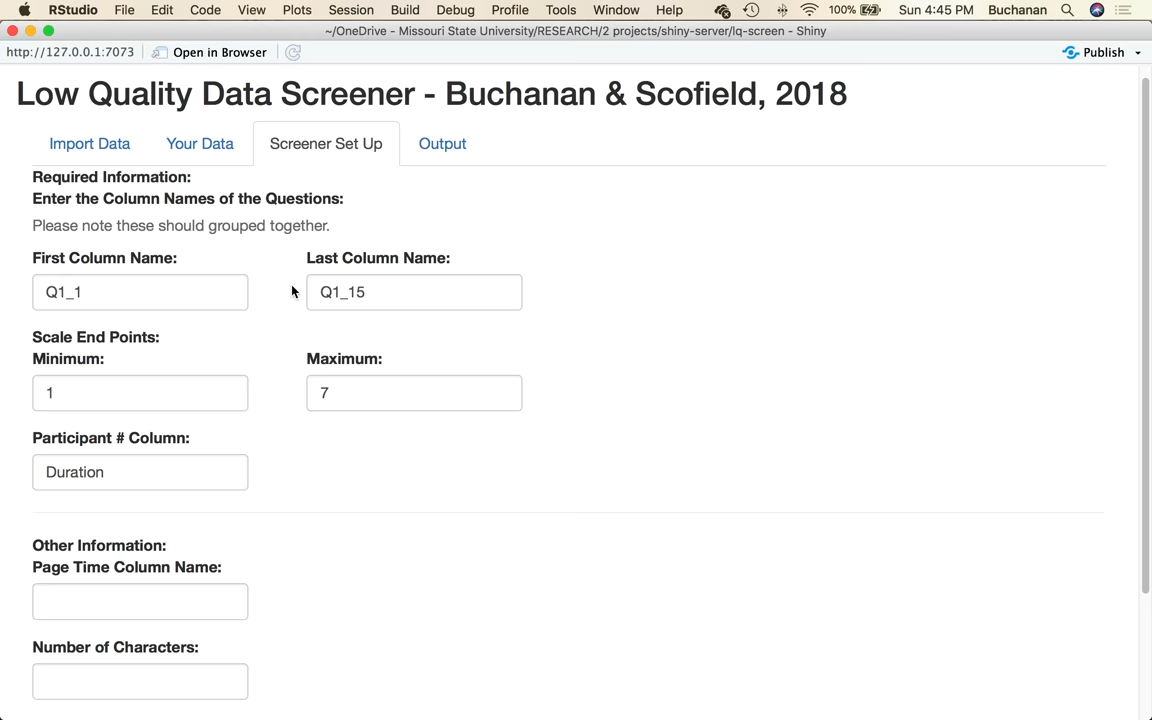 RStudio File Edit Code View Plots Session Build Debug Profile Tools Window Help 100% Sun 4:45 PM Buchanan
~/OneDrive - Missouri State University/RESEARCH/2 projects/shiny-server/lq-screen - Shiny
http://127.0.0.1:7073 Open in Browser Publish
Low Quality Data Screener - Buchanan & Scofield, 2018
Import Data Your Data Screener Set Up Output
Required Information:
Enter the Column Names of the Questions:
Please note these should grouped together.
First Column Name: Last Column Name:
Q1_1 Q1_15
Scale End Points:
Minimum: Maximum:
1 7
Participant # Column:
Duration
Other Information:
Page Time Column Name:
Number of Characters: